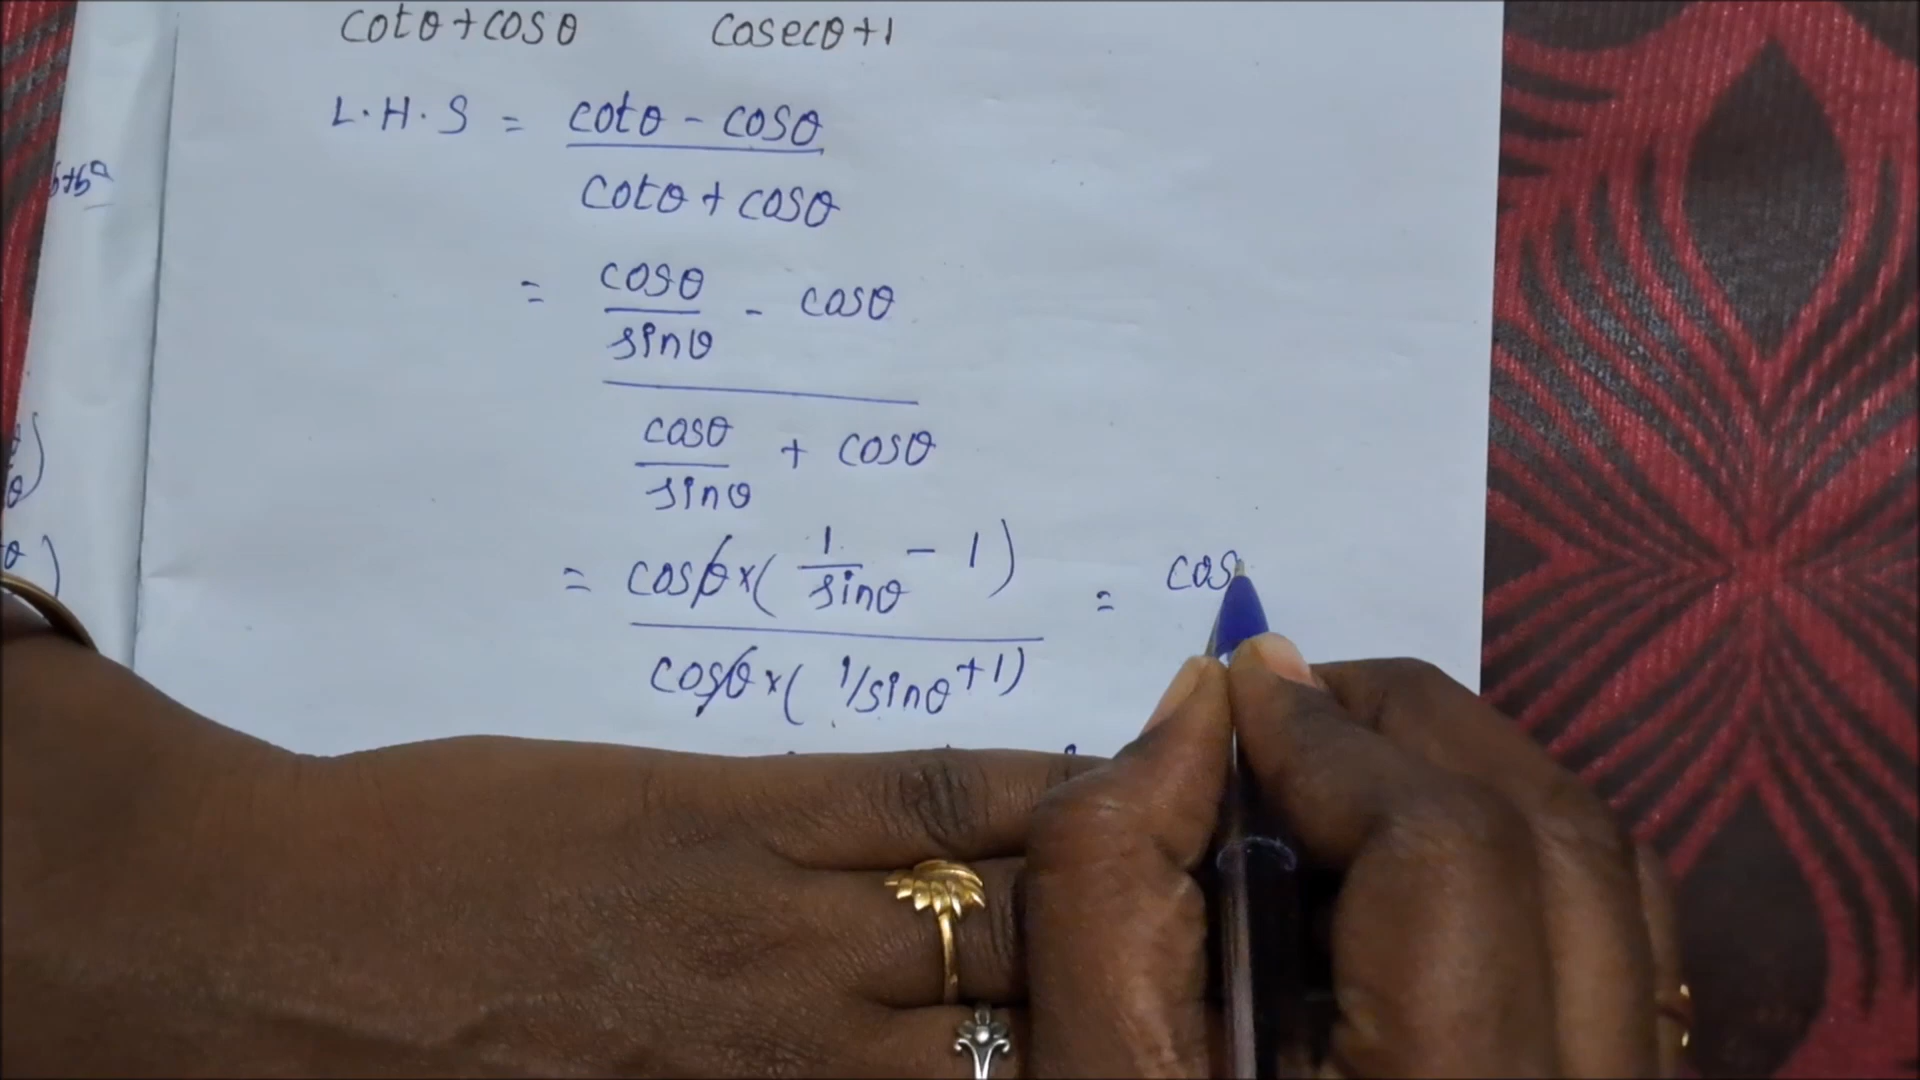 cotθ+cosθ cosecθ+1
L.H.S = cotθ - cosθ
cotθ + cosθ
= cosθ - cosθ
sinθ
cosθ + cosθ
sinθ
= cosθ×( 1/sinθ - 1) = cos
cosθ×( 1/sinθ +1)